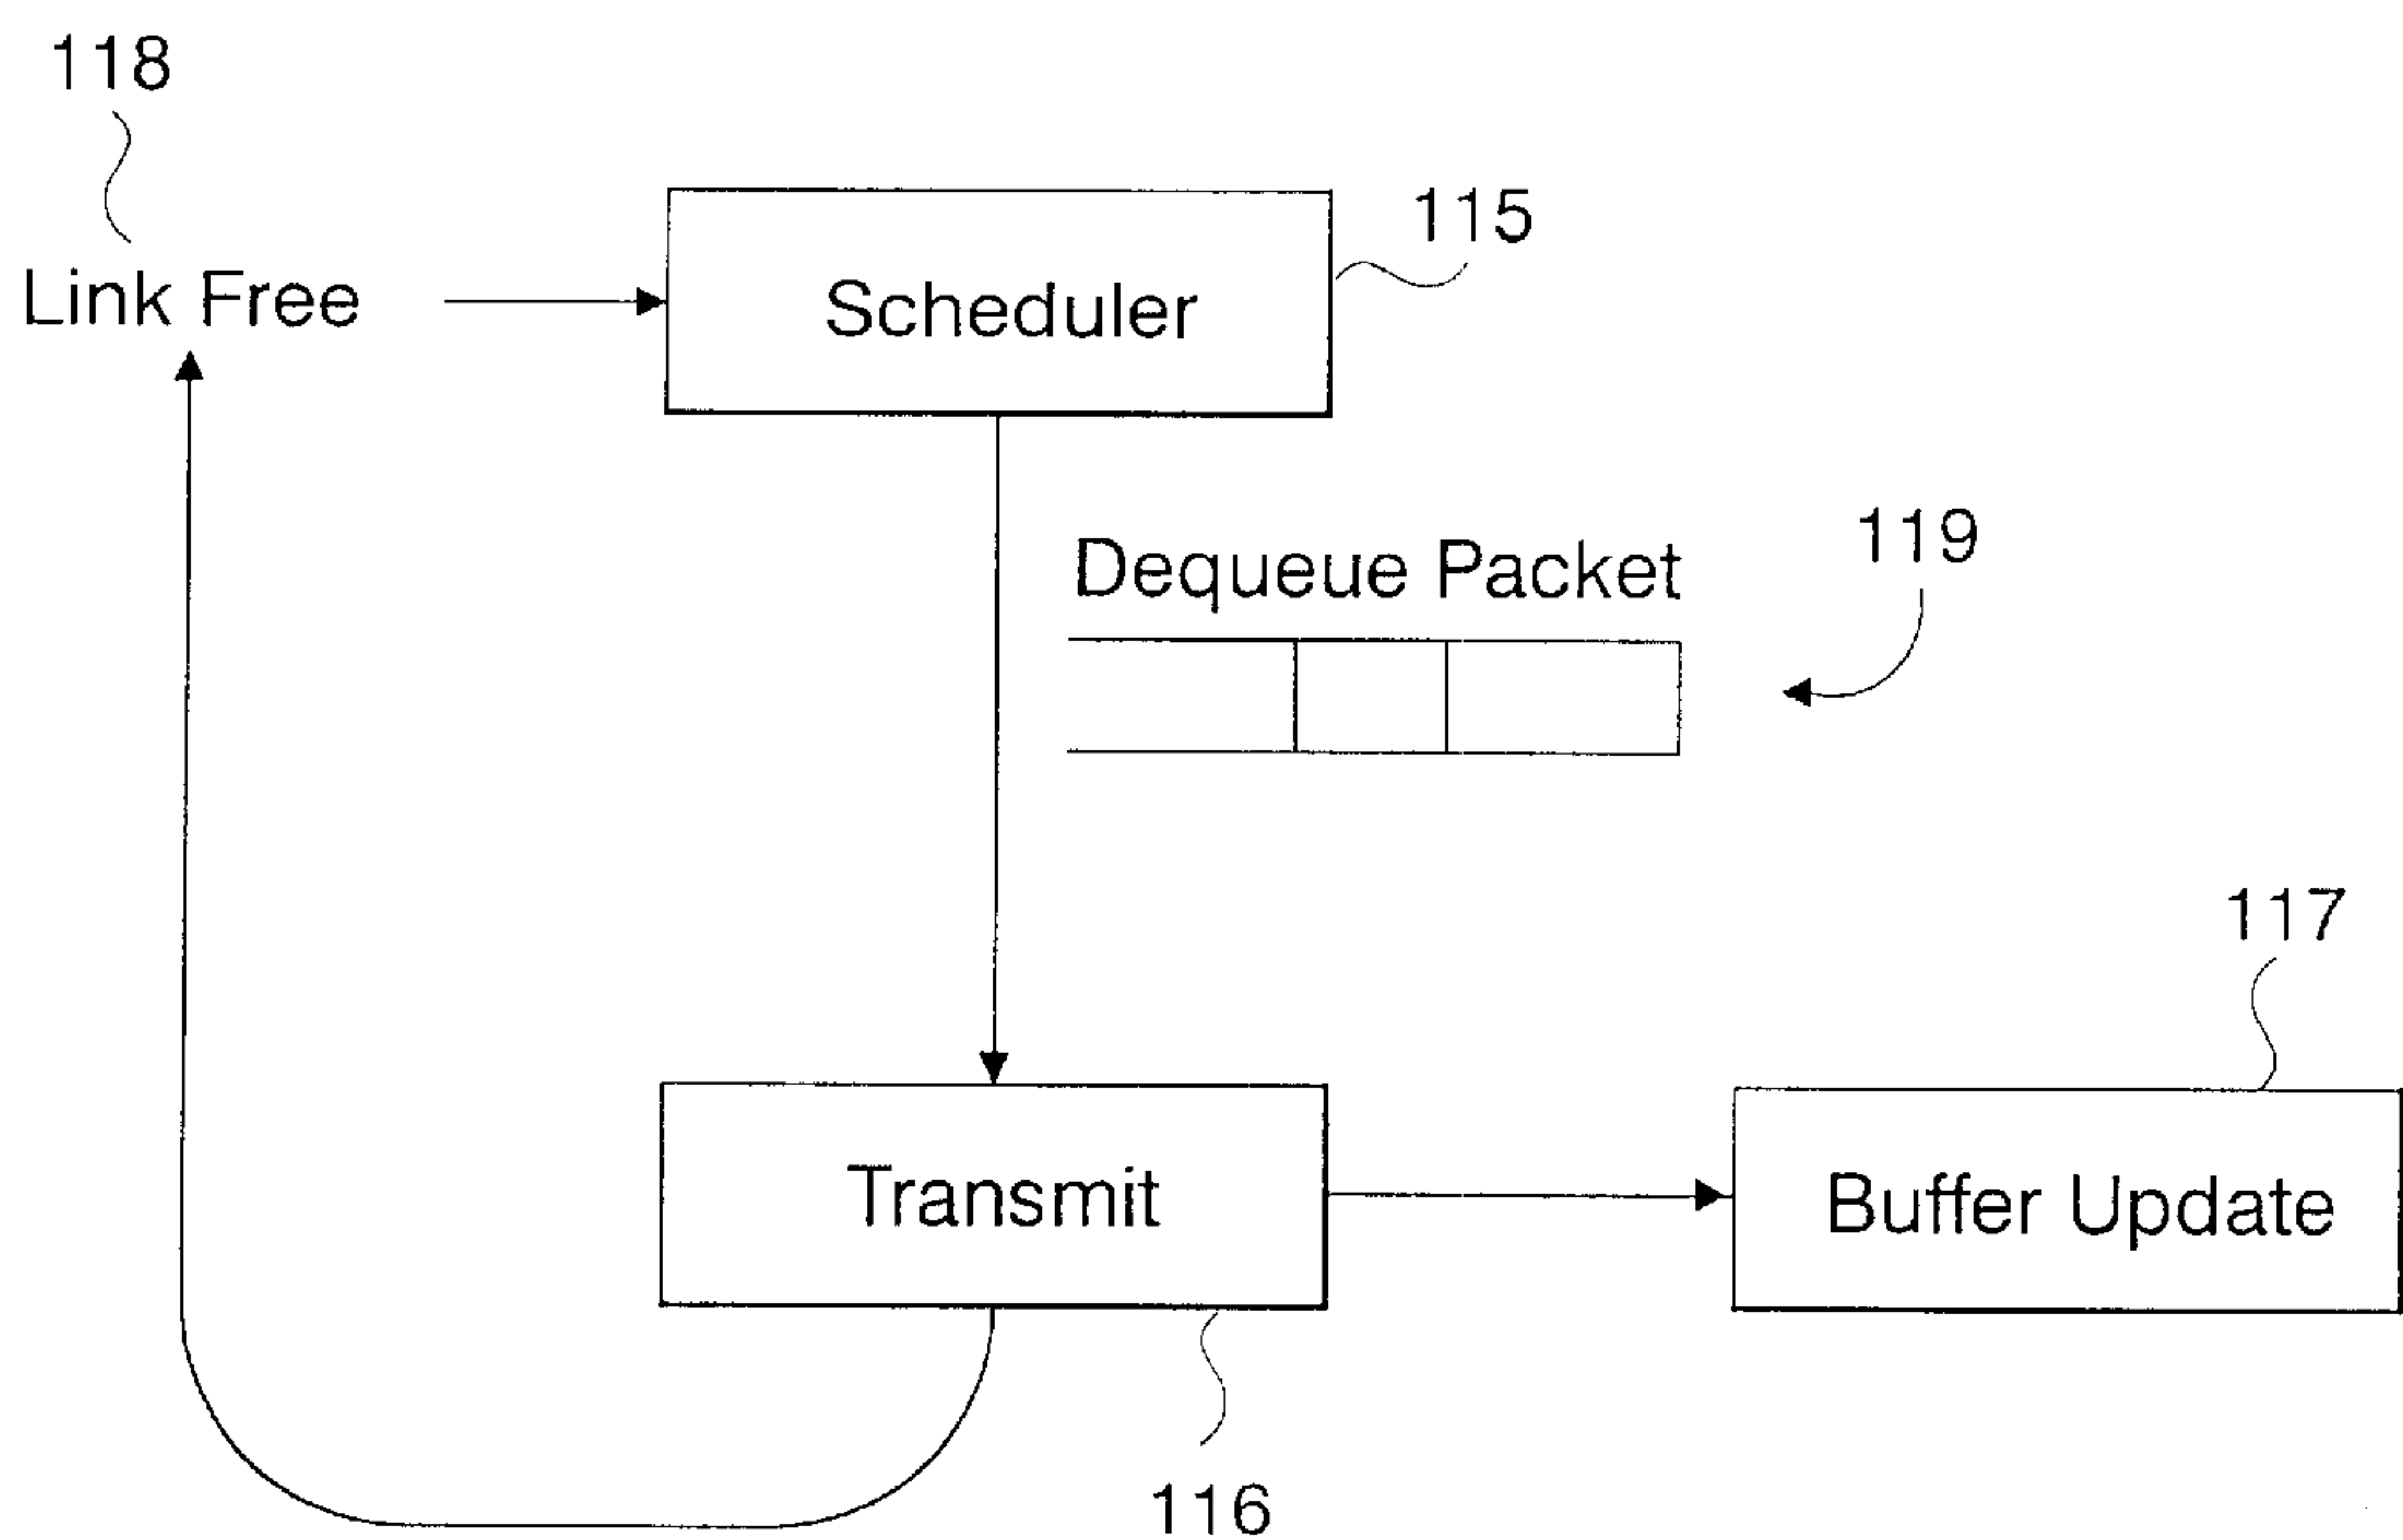 118
115
Link Free
Scheduler
119
Dequeue Packet
117
Transmit
Buffer Update
116